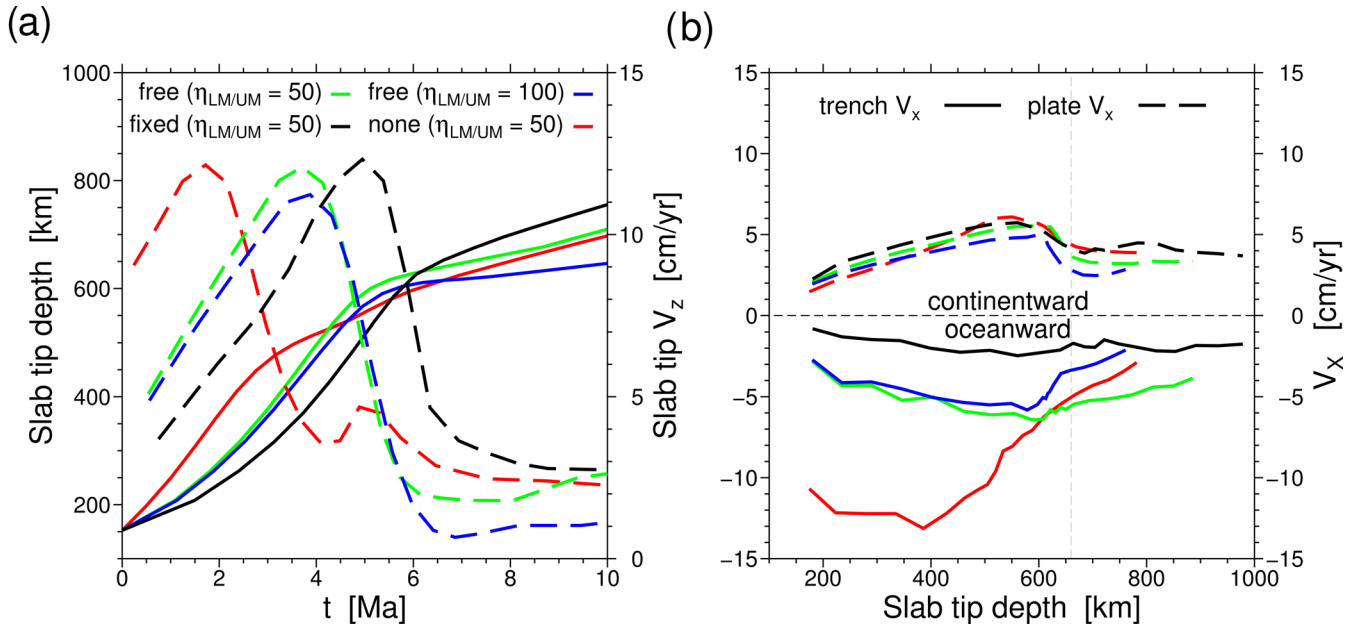 (a)
(b)
free (ηLM/UM = 50)
free (ηLM/UM = 100)
fixed (ηLM/UM = 50)
none (ηLM/UM = 50)
Slab tip depth [km]
1000
800
600
400
200
0 2 4 6 8 10
t [Ma]
15
10
5
0
Slab tip Vz [cm/yr]
trench Vx
plate Vx
continentward
oceanward
15
10
5
0
−5
−10
−15
200 400 600 800 1000
Slab tip depth [km]
15
10
5
0
−5
−10
−15
Vx [cm/yr]